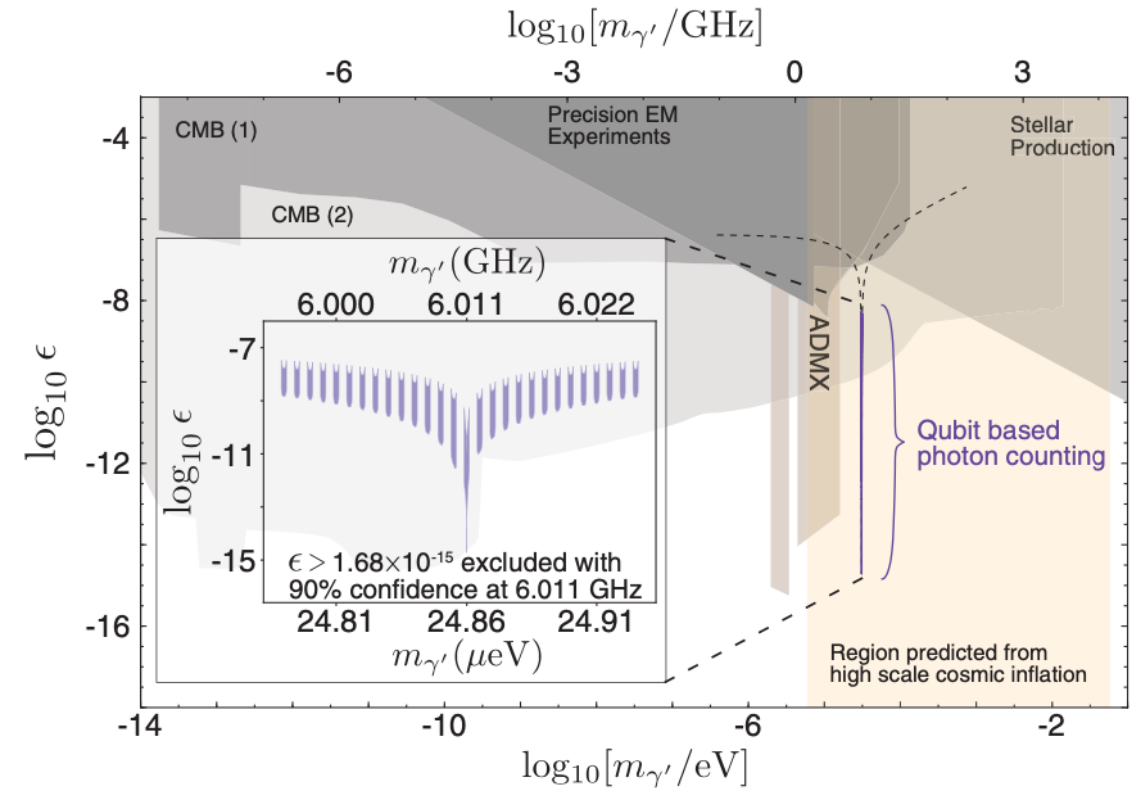 log₁₀[mγ′/GHz]
-6 -3 0 3
-4
-8
-12
-16
log₁₀ ϵ
CMB (1)
CMB (2)
Precision EM
Experiments
Stellar
Production
ADMX
Qubit based
photon counting
Region predicted from
high scale cosmic inflation
mγ′(GHz)
6.000 6.011 6.022
-7
-11
-15
log₁₀ ϵ
ϵ > 1.68×10⁻¹⁵ excluded with
90% confidence at 6.011 GHz
24.81 24.86 24.91
mγ′(μeV)
-14 -10 -6 -2
log₁₀[mγ′/eV]